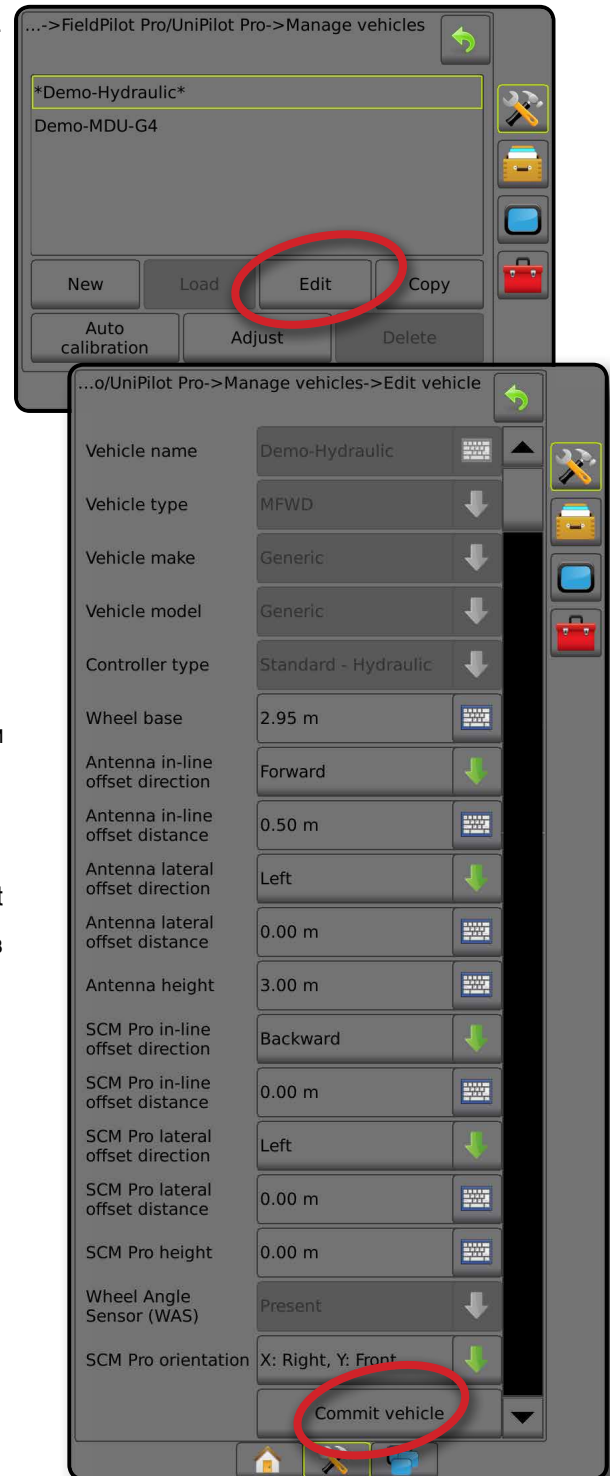 ...->FieldPilot Pro/UniPilot Pro->Manage vehicles
*Demo-Hydraulic*
Demo-MDU-G4
New Load Edit Copy
Auto calibration Adjust Delete
...o/UniPilot Pro->Manage vehicles->Edit vehicle
Vehicle name Demo-Hydraulic
Vehicle type MFWD
Vehicle make Generic
Vehicle model Generic
Controller type Standard - Hydraulic
Wheel base 2.95 m
Antenna in-line
offset direction Forward
Antenna in-line
offset distance 0.50 m
Antenna lateral
offset direction Left
Antenna lateral
offset distance 0.00 m
Antenna height 3.00 m
SCM Pro in-line
offset direction Backward
SCM Pro in-line
offset distance 0.00 m
SCM Pro lateral
offset direction Left
SCM Pro lateral
offset distance 0.00 m
SCM Pro height 0.00 m
Wheel Angle
Sensor (WAS) Present
SCM Pro orientation X: Right, Y: Front
Commit vehicle